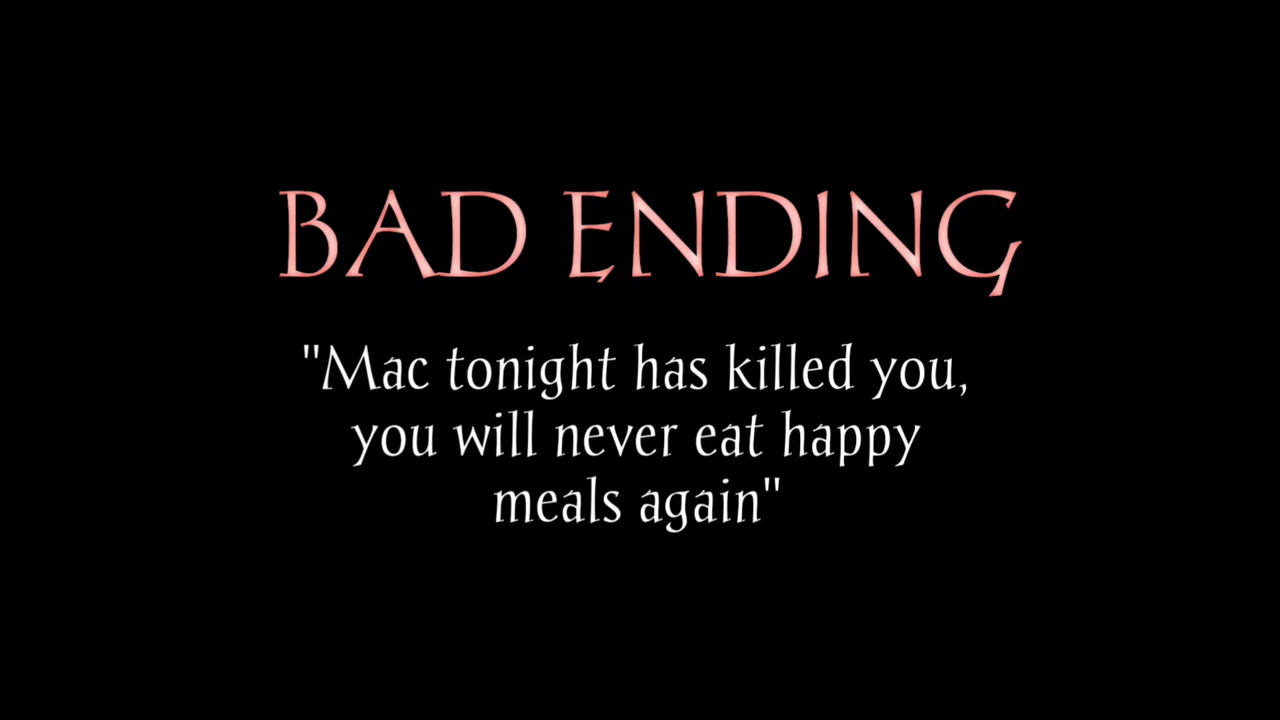 BAD ENDING
"Mac tonight has killed you,
you will never eat happy
meals again"